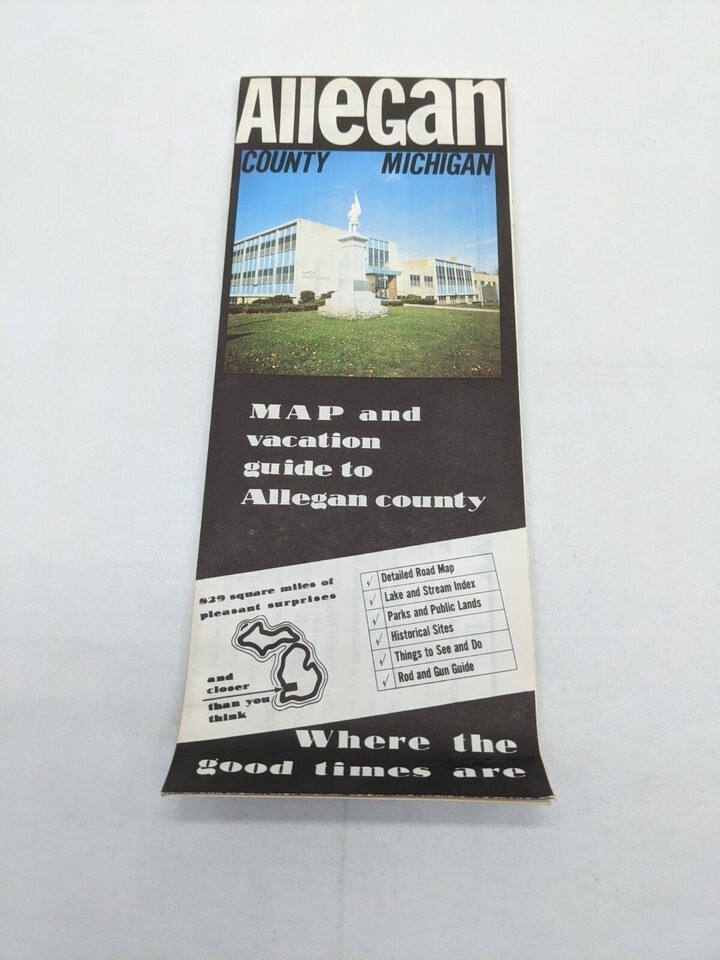 Allegan
COUNTY MICHIGAN
MAP and
vacation
guide to
Allegan county
829 square miles of
pleasant surprises
and
closer
than you
think
✓ Detailed Road Map
✓ Lake and Stream Index
✓ Parks and Public Lands
✓ Historical Sites
✓ Things to See and Do
✓ Rod and Gun Guide
Where the
good times are